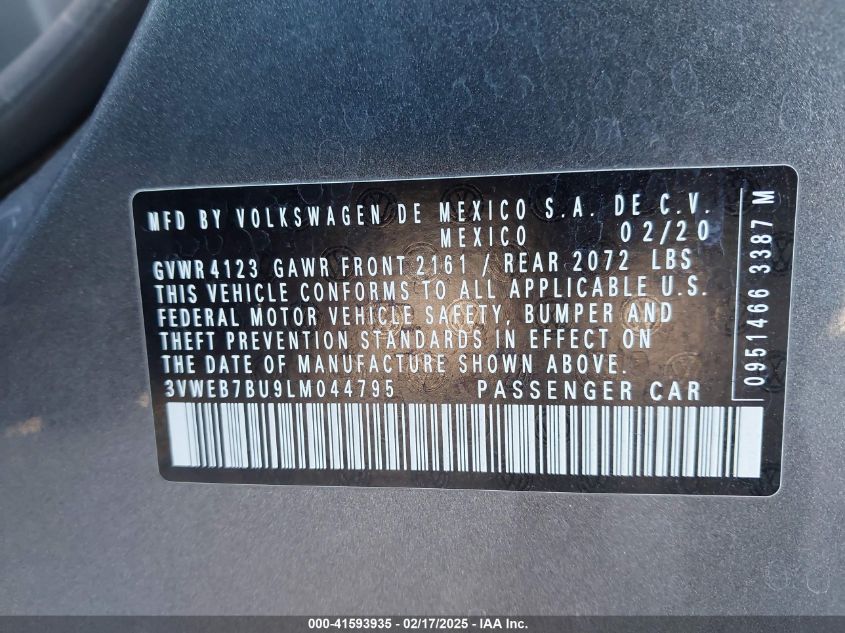 MFD BY VOLKSWAGEN DE MEXICO S.A. DE C.V.
MEXICO 02/20
GVWR 4123 GAWR FRONT 2161 / REAR 2072 LBS
THIS VEHICLE CONFORMS TO ALL APPLICABLE U.S.
FEDERAL MOTOR VEHICLE SAFETY, BUMPER AND
THEFT PREVENTION STANDARDS IN EFFECT ON
THE DATE OF MANUFACTURE SHOWN ABOVE.
3VWEB7BU9LM044795 PASSENGER CAR
0951466 3387 M
000-41593935 - 02/17/2025 - IAA Inc.